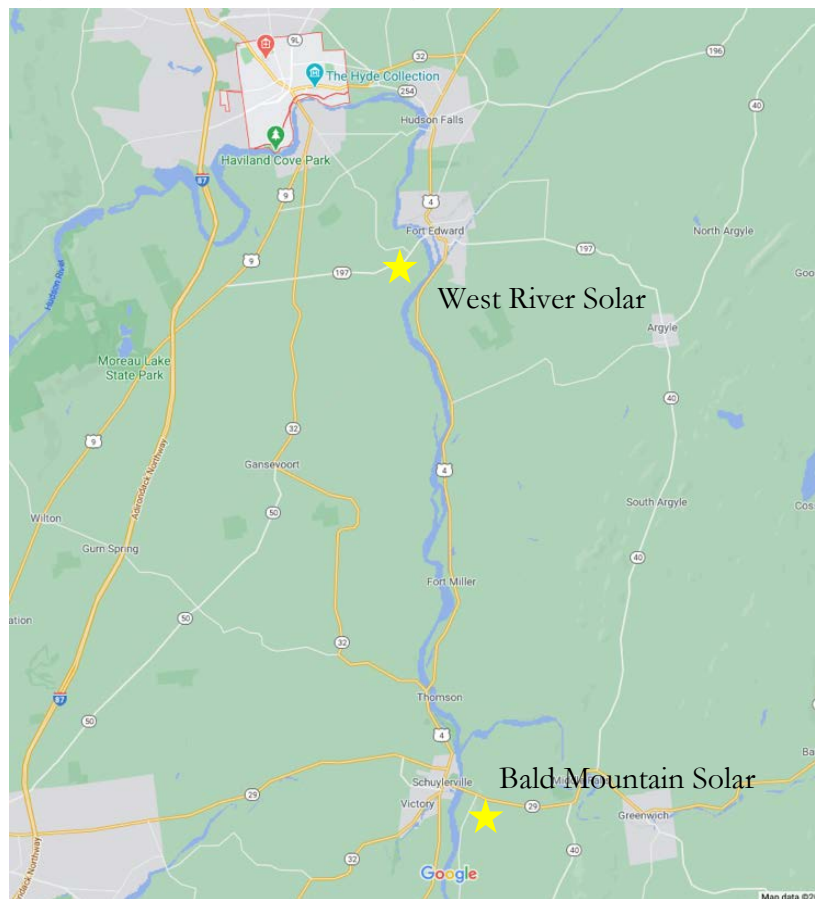 9L
32
196
The Hyde Collection
254
40
Hudson Falls
Haviland Cove Park
87
9
4
Fort Edward
North Argyle
197
9
197
Hudson River
West River Solar
Argyle
Moreau Lake
State Park
40
32
9
Adirondack Northway
4
Gansevoort
50
South Argyle
Wilton
Gum Spring
40
Fort Miller
50
32
87
Thomson
50
4
Bald Mountain Solar
Schuylerville
29
Victory
29
Greenwich
32
40
Google
Map data ©20